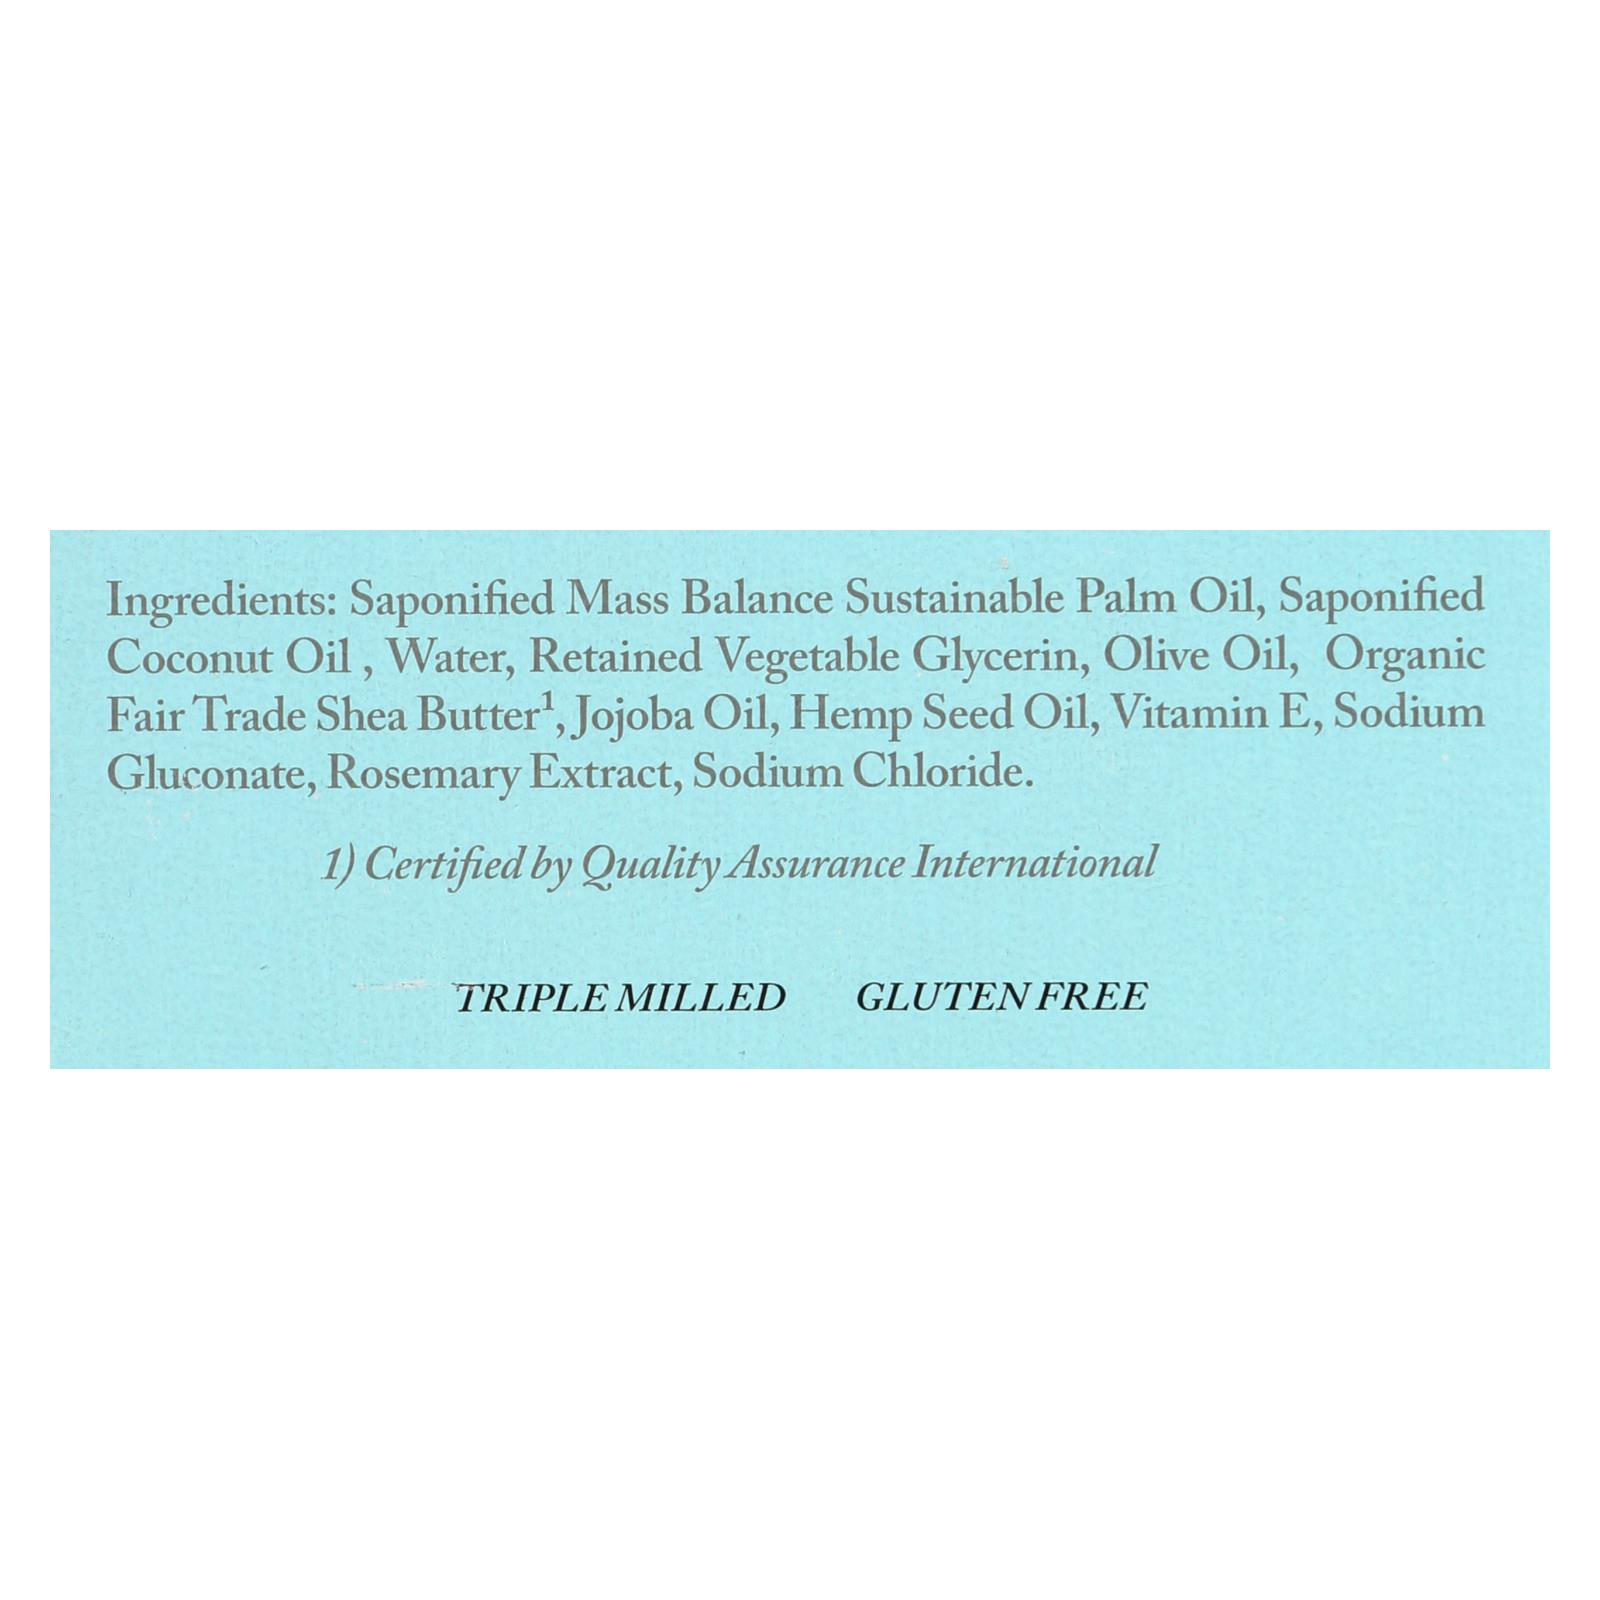 Ingredients: Saponified Mass Balance Sustainable Palm Oil, Saponified
Coconut Oil , Water, Retained Vegetable Glycerin, Olive Oil, Organic
Fair Trade Shea Butter¹, Jojoba Oil, Hemp Seed Oil, Vitamin E, Sodium
Gluconate, Rosemary Extract, Sodium Chloride.
1) Certified by Quality Assurance International
TRIPLE MILLED GLUTEN FREE